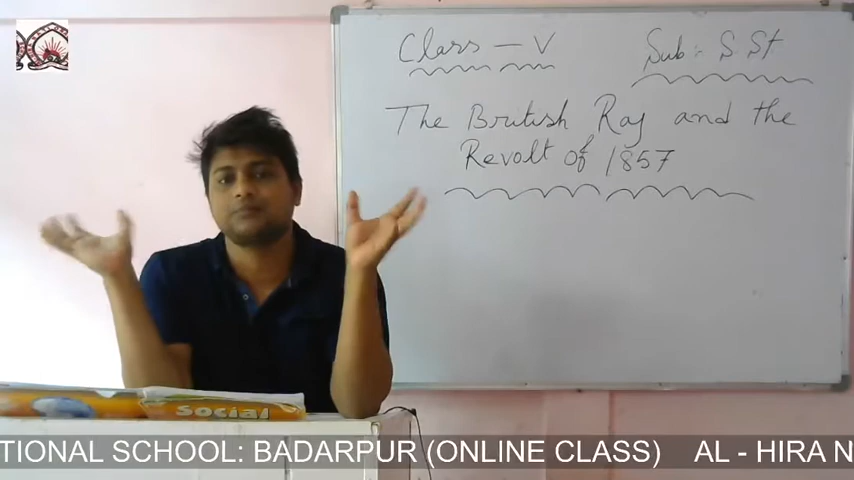 Class - V
Sub :- S St
The British Raj and the
Revolt of 1857
Social
TIONAL SCHOOL: BADARPUR (ONLINE CLASS) AL - HIRA N